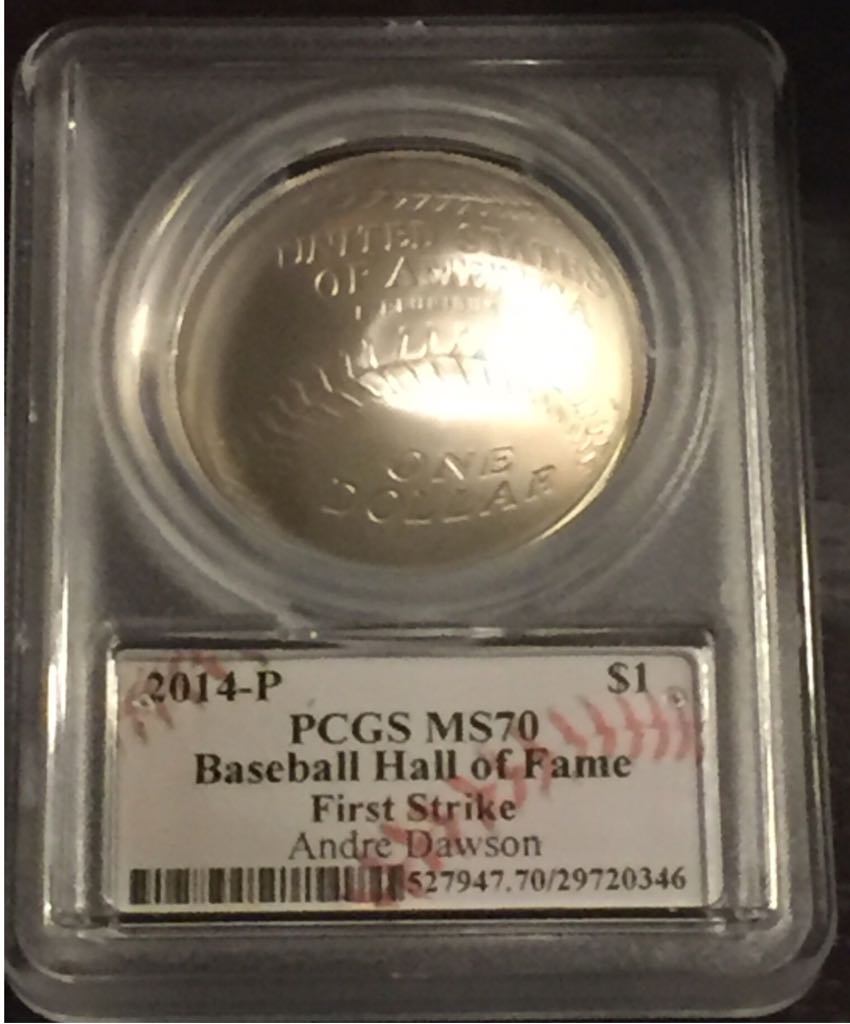 UNITED STATES
OF AMERICA
E PLURIBUS
ONE
DOLLAR
2014-P $1
PCGS MS70
Baseball Hall of Fame
First Strike
Andre Dawson
527947.70/29720346